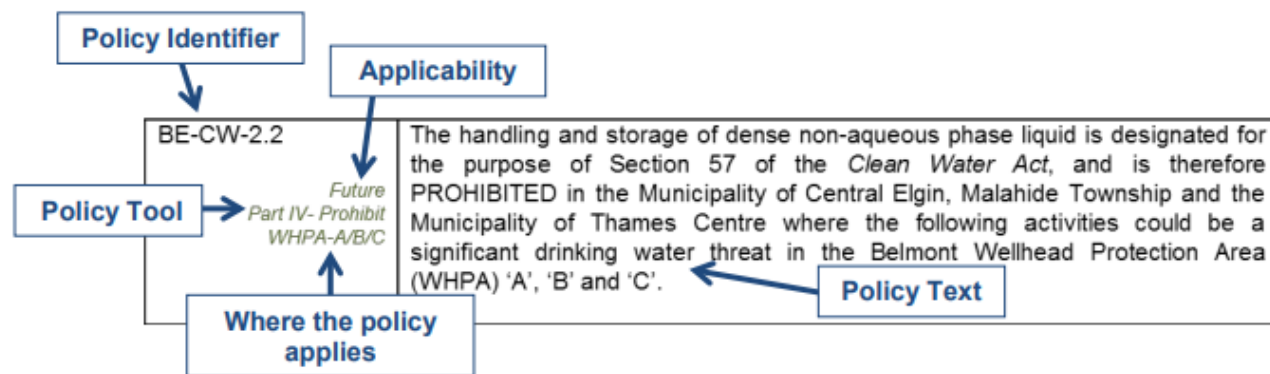 Policy Identifier
Applicability
BE-CW-2.2
Future
Policy Tool
Part IV- Prohibit
WHPA-A/B/C
Where the policy
applies
The handling and storage of dense non-aqueous phase liquid is designated for
the purpose of Section 57 of the Clean Water Act, and is therefore
PROHIBITED in the Municipality of Central Elgin, Malahide Township and the
Municipality of Thames Centre where the following activities could be a
significant drinking water threat in the Belmont Wellhead Protection Area
(WHPA) ‘A’, ‘B’ and ‘C’.
Policy Text